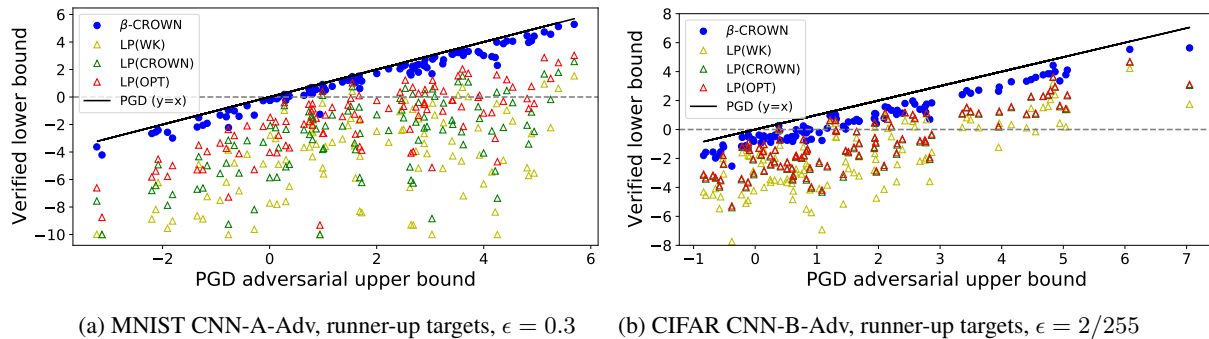 Verified lower bound
6
4
2
0
−2
−4
−6
−8
−10
β-CROWN
LP(WK)
LP(CROWN)
LP(OPT)
PGD (y=x)
−2
0
2
4
6
PGD adversarial upper bound
(a) MNIST CNN-A-Adv, runner-up targets, ϵ = 0.3
Verified lower bound
8
6
4
2
0
−2
−4
−6
−8
β-CROWN
LP(WK)
LP(CROWN)
LP(OPT)
PGD (y=x)
−1
0
1
2
3
4
5
6
7
PGD adversarial upper bound
(b) CIFAR CNN-B-Adv, runner-up targets, ϵ = 2/255